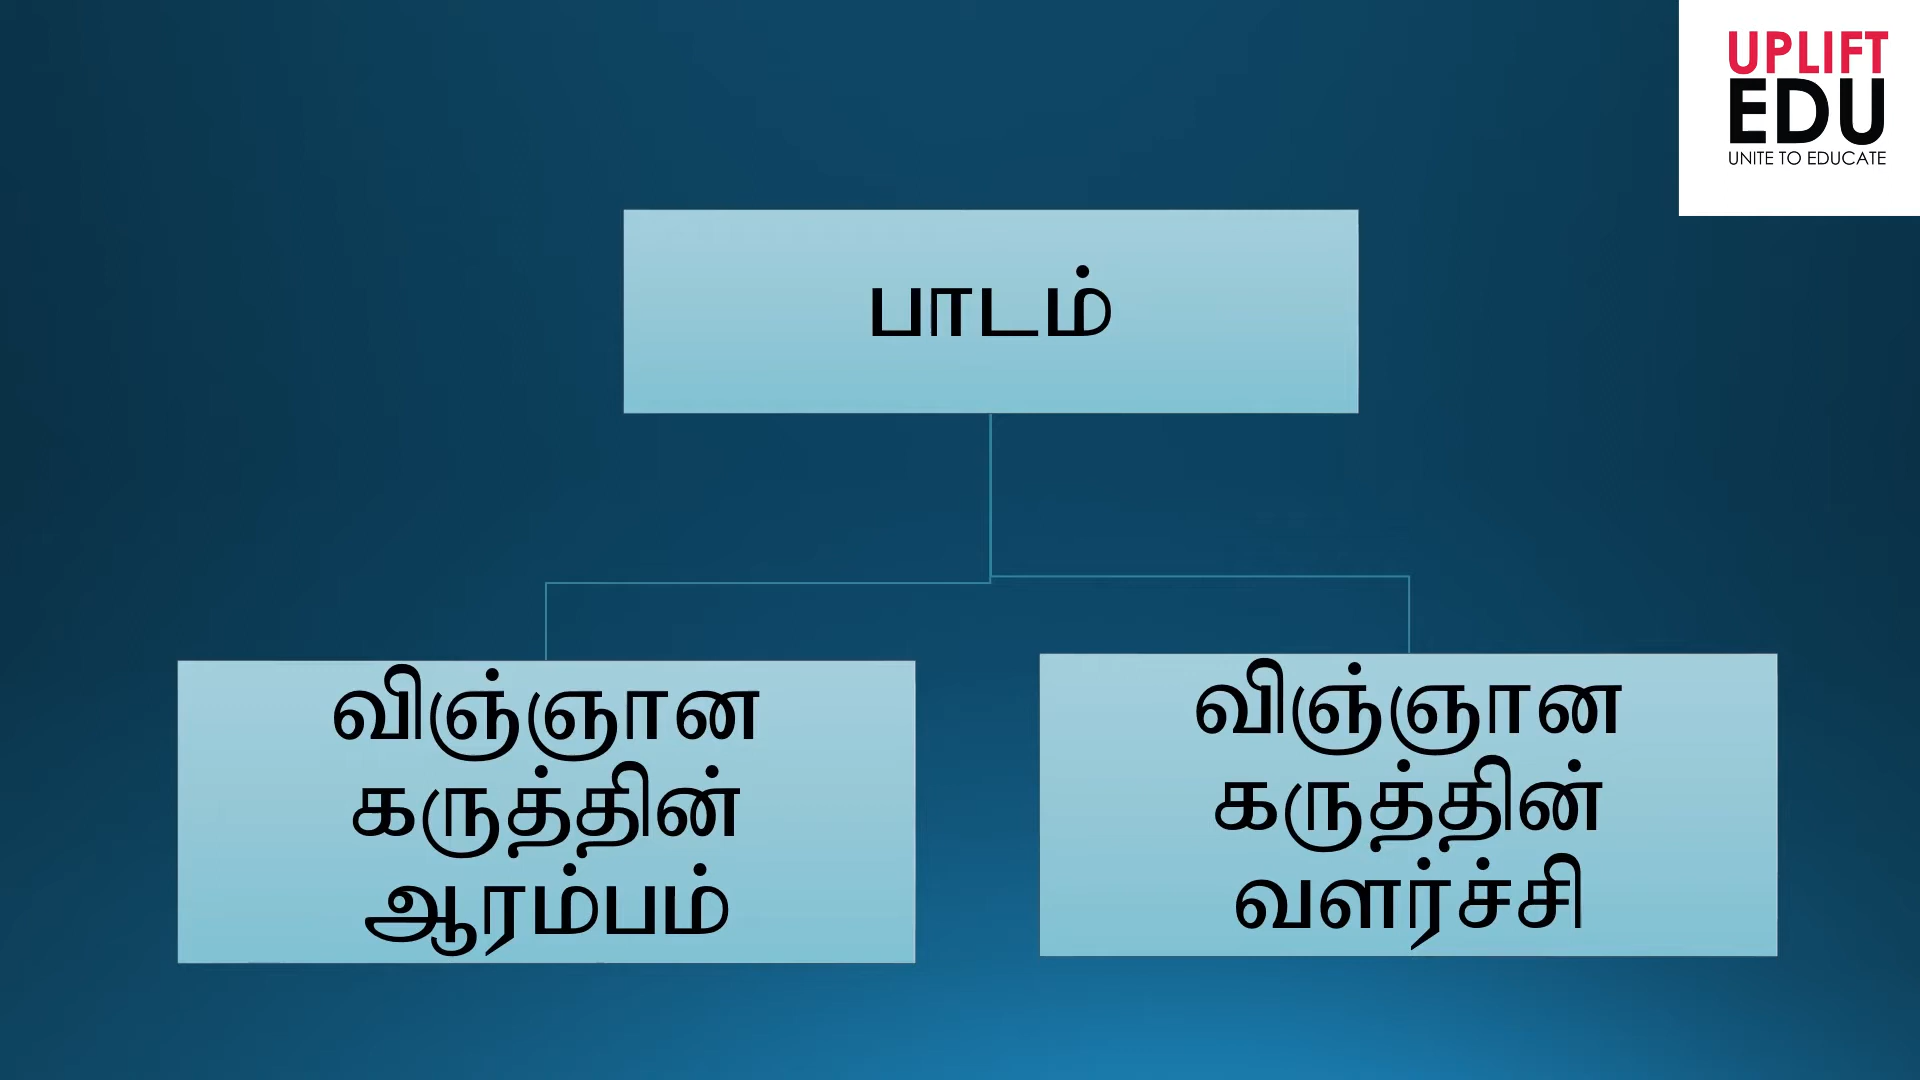 UPLIFT
EDU
UNITE TO EDUCATE
பாடம்
விஞ்ஞான
கருத்தின்
ஆரம்பம்
விஞ்ஞான
கருத்தின்
வளர்ச்சி